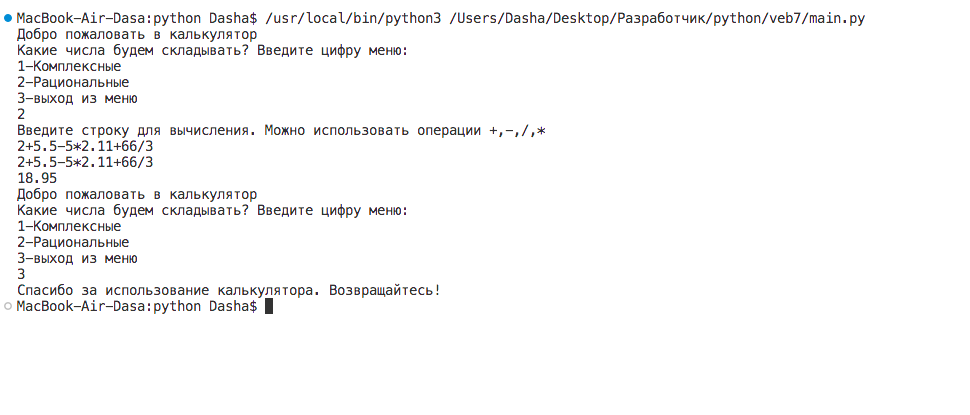 MacBook-Air-Dasa:python Dasha$ /usr/local/bin/python3 /Users/Dasha/Desktop/Разработчик/python/veb7/main.py
Добро пожаловать в калькулятор
Какие числа будем складывать? Введите цифру меню:
1-Комплексные
2-Рациональные
3-выход из меню
2
Введите строку для вычисления. Можно использовать операции +,-,/,*
2+5.5-5*2.11+66/3
2+5.5-5*2.11+66/3
18.95
Добро пожаловать в калькулятор
Какие числа будем складывать? Введите цифру меню:
1-Комплексные
2-Рациональные
3-выход из меню
3
Спасибо за использование калькулятора. Возвращайтесь!
MacBook-Air-Dasa:python Dasha$